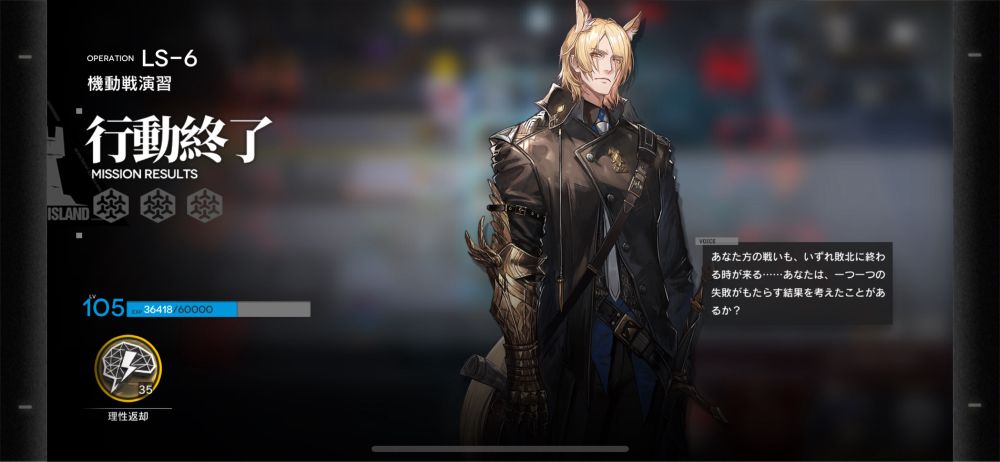 OPERATION LS-6
機動戦演習
行動終了
MISSION RESULTS
ISLAND
LV
105
EXP 36418/60000
35
理性返却
VOICE
あなた方の戦いも、いずれ敗北に終わ
る時が来る……あなたは、一つ一つの
失敗がもたらす結果を考えたことがあ
るか？